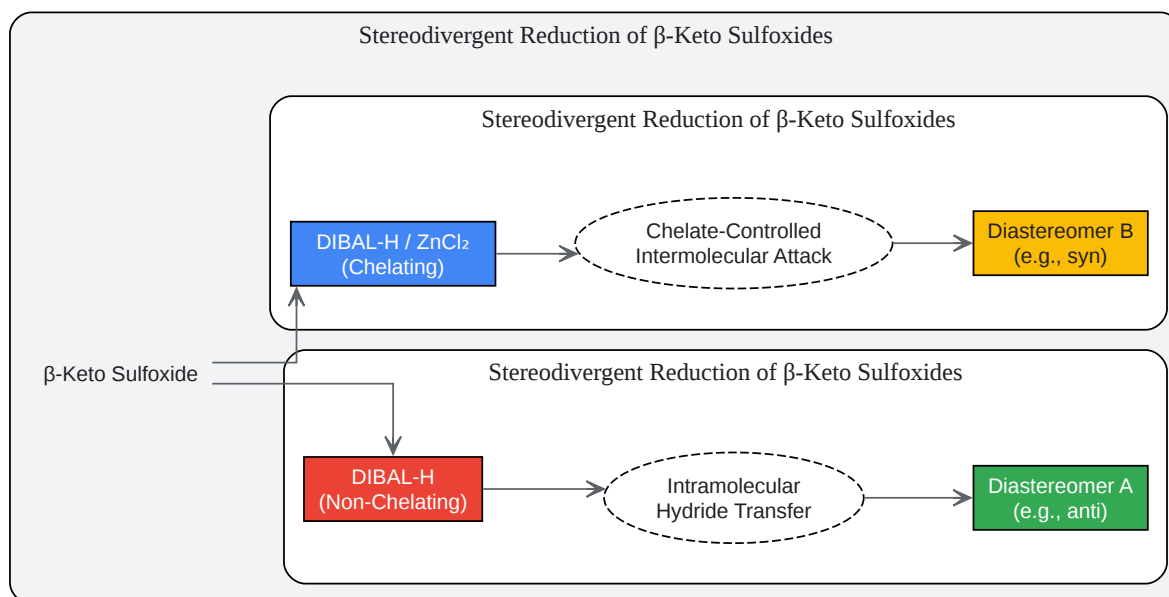 Stereodivergent Reduction of β-Keto Sulfoxides
Stereodivergent Reduction of β-Keto Sulfoxides
DIBAL-H / ZnCl₂
(Chelating)
Chelate-Controlled
Intermolecular Attack
Diastereomer B
(e.g., syn)
β-Keto Sulfoxide
Stereodivergent Reduction of β-Keto Sulfoxides
DIBAL-H
(Non-Chelating)
Intramolecular
Hydride Transfer
Diastereomer A
(e.g., anti)